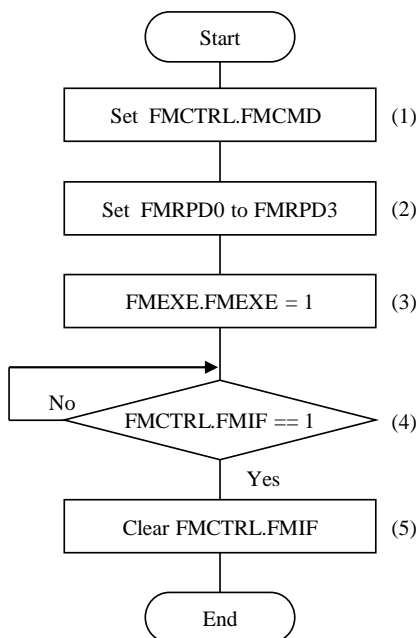 Start
Set FMCTRL.FMCMD (1)
Set FMRPD0 to FMRPD3 (2)
FMEXE.FMEXE = 1 (3)
No
FMCTRL.FMIF == 1 (4)
Yes
Clear FMCTRL.FMIF (5)
End